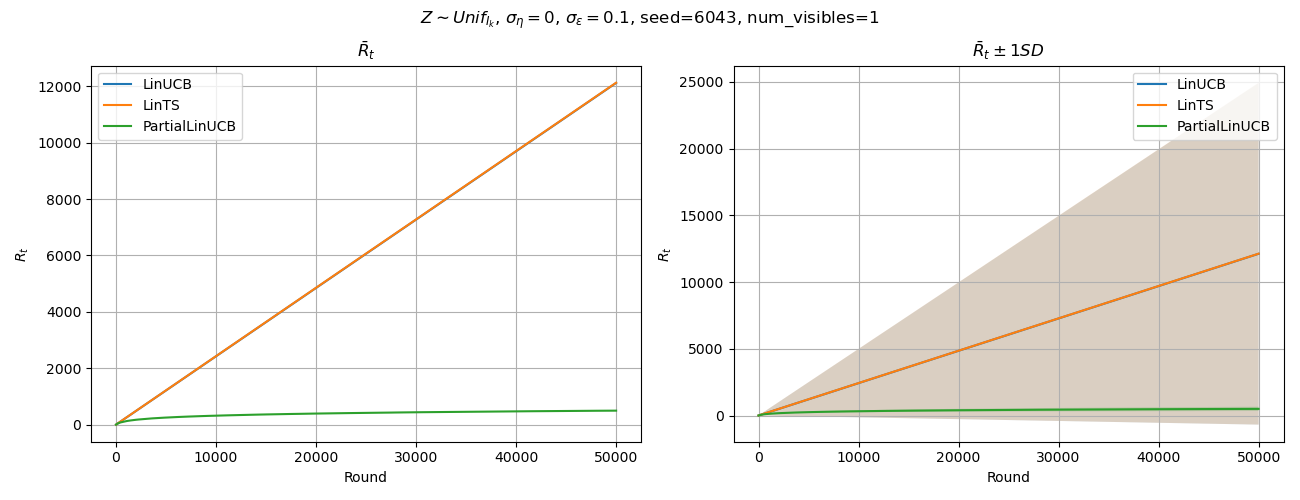 Z ∼ Unif_{I_k}, σ_η = 0, σ_ε = 0.1, seed=6043, num_visibles=1
R̄_t
12000
10000
8000
6000
4000
2000
0
R_t
LinUCB
LinTS
PartialLinUCB
0 10000 20000 30000 40000 50000
Round
R̄_t ± 1SD
25000
20000
15000
10000
5000
0
R_t
LinUCB
LinTS
PartialLinUCB
0 10000 20000 30000 40000 50000
Round